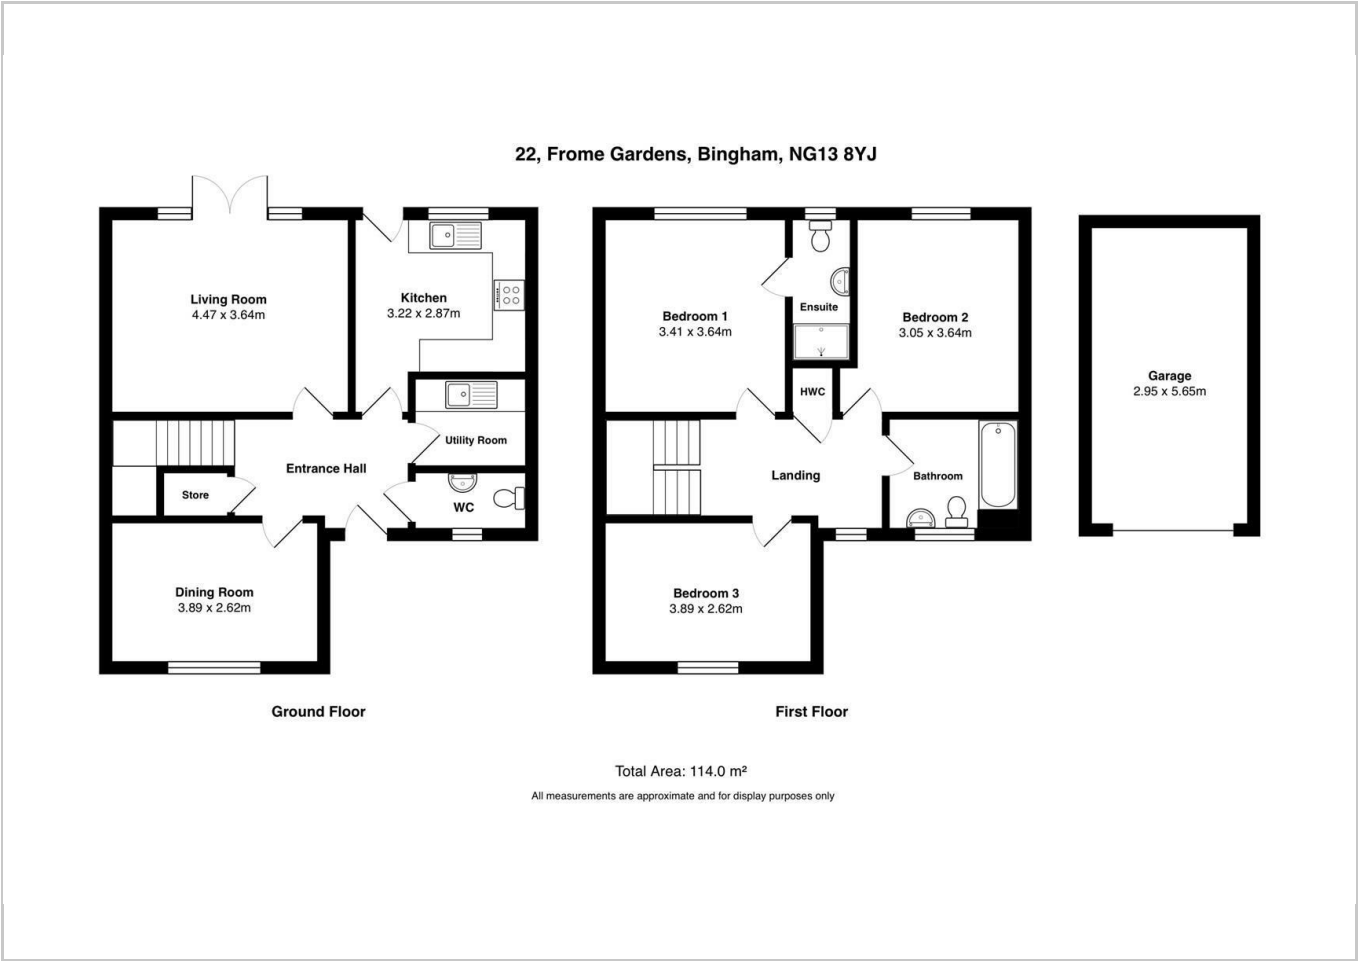 22, Frome Gardens, Bingham, NG13 8YJ
Living Room
4.47 x 3.64m
Kitchen
3.22 x 2.87m
Utility Room
Entrance Hall
Store
WC
Dining Room
3.89 x 2.62m
Ground Floor
Bedroom 1
3.41 x 3.64m
Ensuite
Bedroom 2
3.05 x 3.64m
HWC
Landing
Bathroom
Bedroom 3
3.89 x 2.62m
First Floor
Garage
2.95 x 5.65m
Total Area: 114.0 m²
All measurements are approximate and for display purposes only